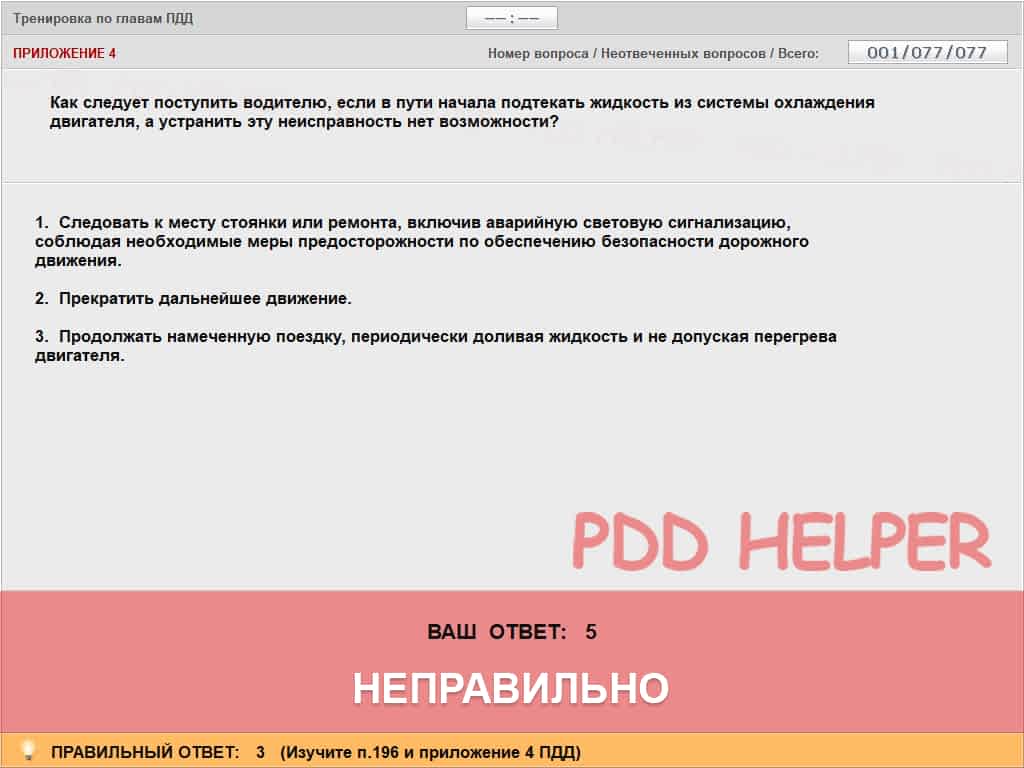 Тренировка по главам ПДД
–– : ––
ПРИЛОЖЕНИЕ 4
Номер вопроса / Неотвеченных вопросов / Всего:
001/077/077
Как следует поступить водителю, если в пути начала подтекать жидкость из системы охлаждения
двигателя, а устранить эту неисправность нет возможности?
1. Следовать к месту стоянки или ремонта, включив аварийную световую сигнализацию,
соблюдая необходимые меры предосторожности по обеспечению безопасности дорожного
движения.
2. Прекратить дальнейшее движение.
3. Продолжать намеченную поездку, периодически доливая жидкость и не допуская перегрева
двигателя.
PDD HELPER
ВАШ ОТВЕТ: 5
НЕПРАВИЛЬНО
ПРАВИЛЬНЫЙ ОТВЕТ: 3 (Изучите п.196 и приложение 4 ПДД)